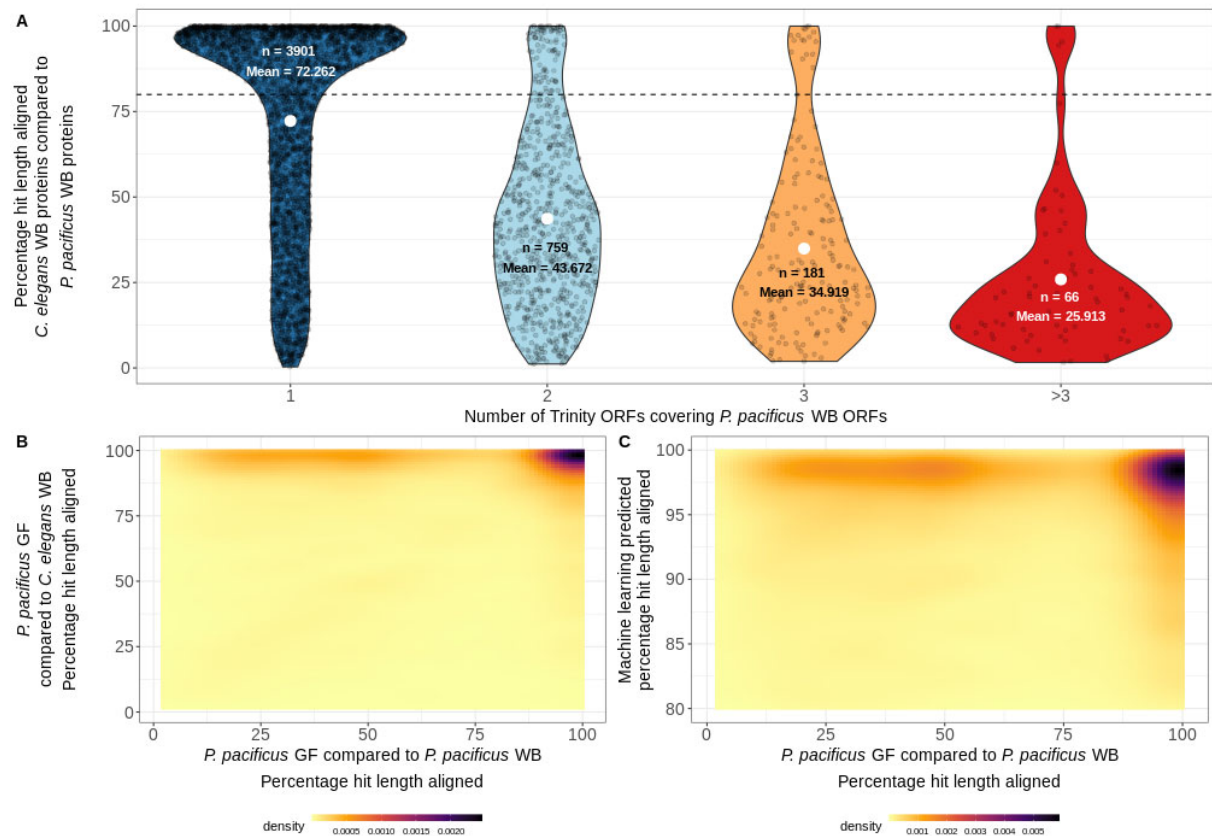 A
Percentage hit length aligned
C. elegans WB proteins compared to
P. pacificus WB proteins
100
75
50
25
0
n = 3901
Mean = 72.262
n = 759
Mean = 43.672
n = 181
Mean = 34.919
n = 66
Mean = 25.913
1
2
3
>3
Number of Trinity ORFs covering P. pacificus WB ORFs
B
P. pacificus GF
compared to C. elegans WB
Percentage hit length aligned
100
75
50
25
0
0
25
50
75
100
P. pacificus GF compared to P. pacificus WB
Percentage hit length aligned
density
0.0005
0.0010
0.0015
0.0020
C
Machine learning predicted
percentage hit length aligned
100
95
90
85
80
0
25
50
75
100
P. pacificus GF compared to P. pacificus WB
Percentage hit length aligned
density
0.001
0.002
0.003
0.004
0.005